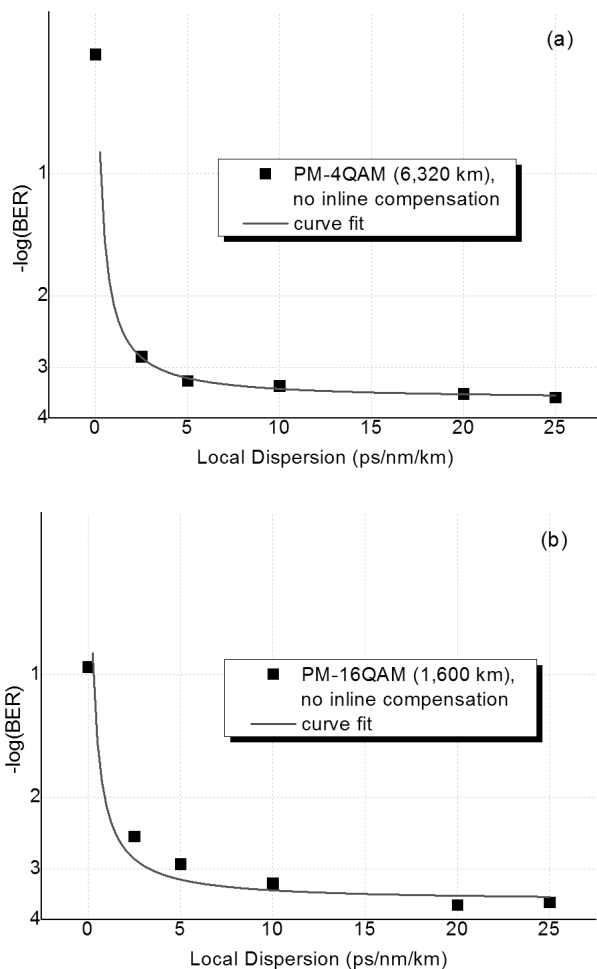 (a)
PM-4QAM (6,320 km),
no inline compensation
curve fit
-log(BER)
1
2
3
4
0 5 10 15 20 25
Local Dispersion (ps/nm/km)
(b)
PM-16QAM (1,600 km),
no inline compensation
curve fit
-log(BER)
1
2
3
4
0 5 10 15 20 25
Local Dispersion (ps/nm/km)